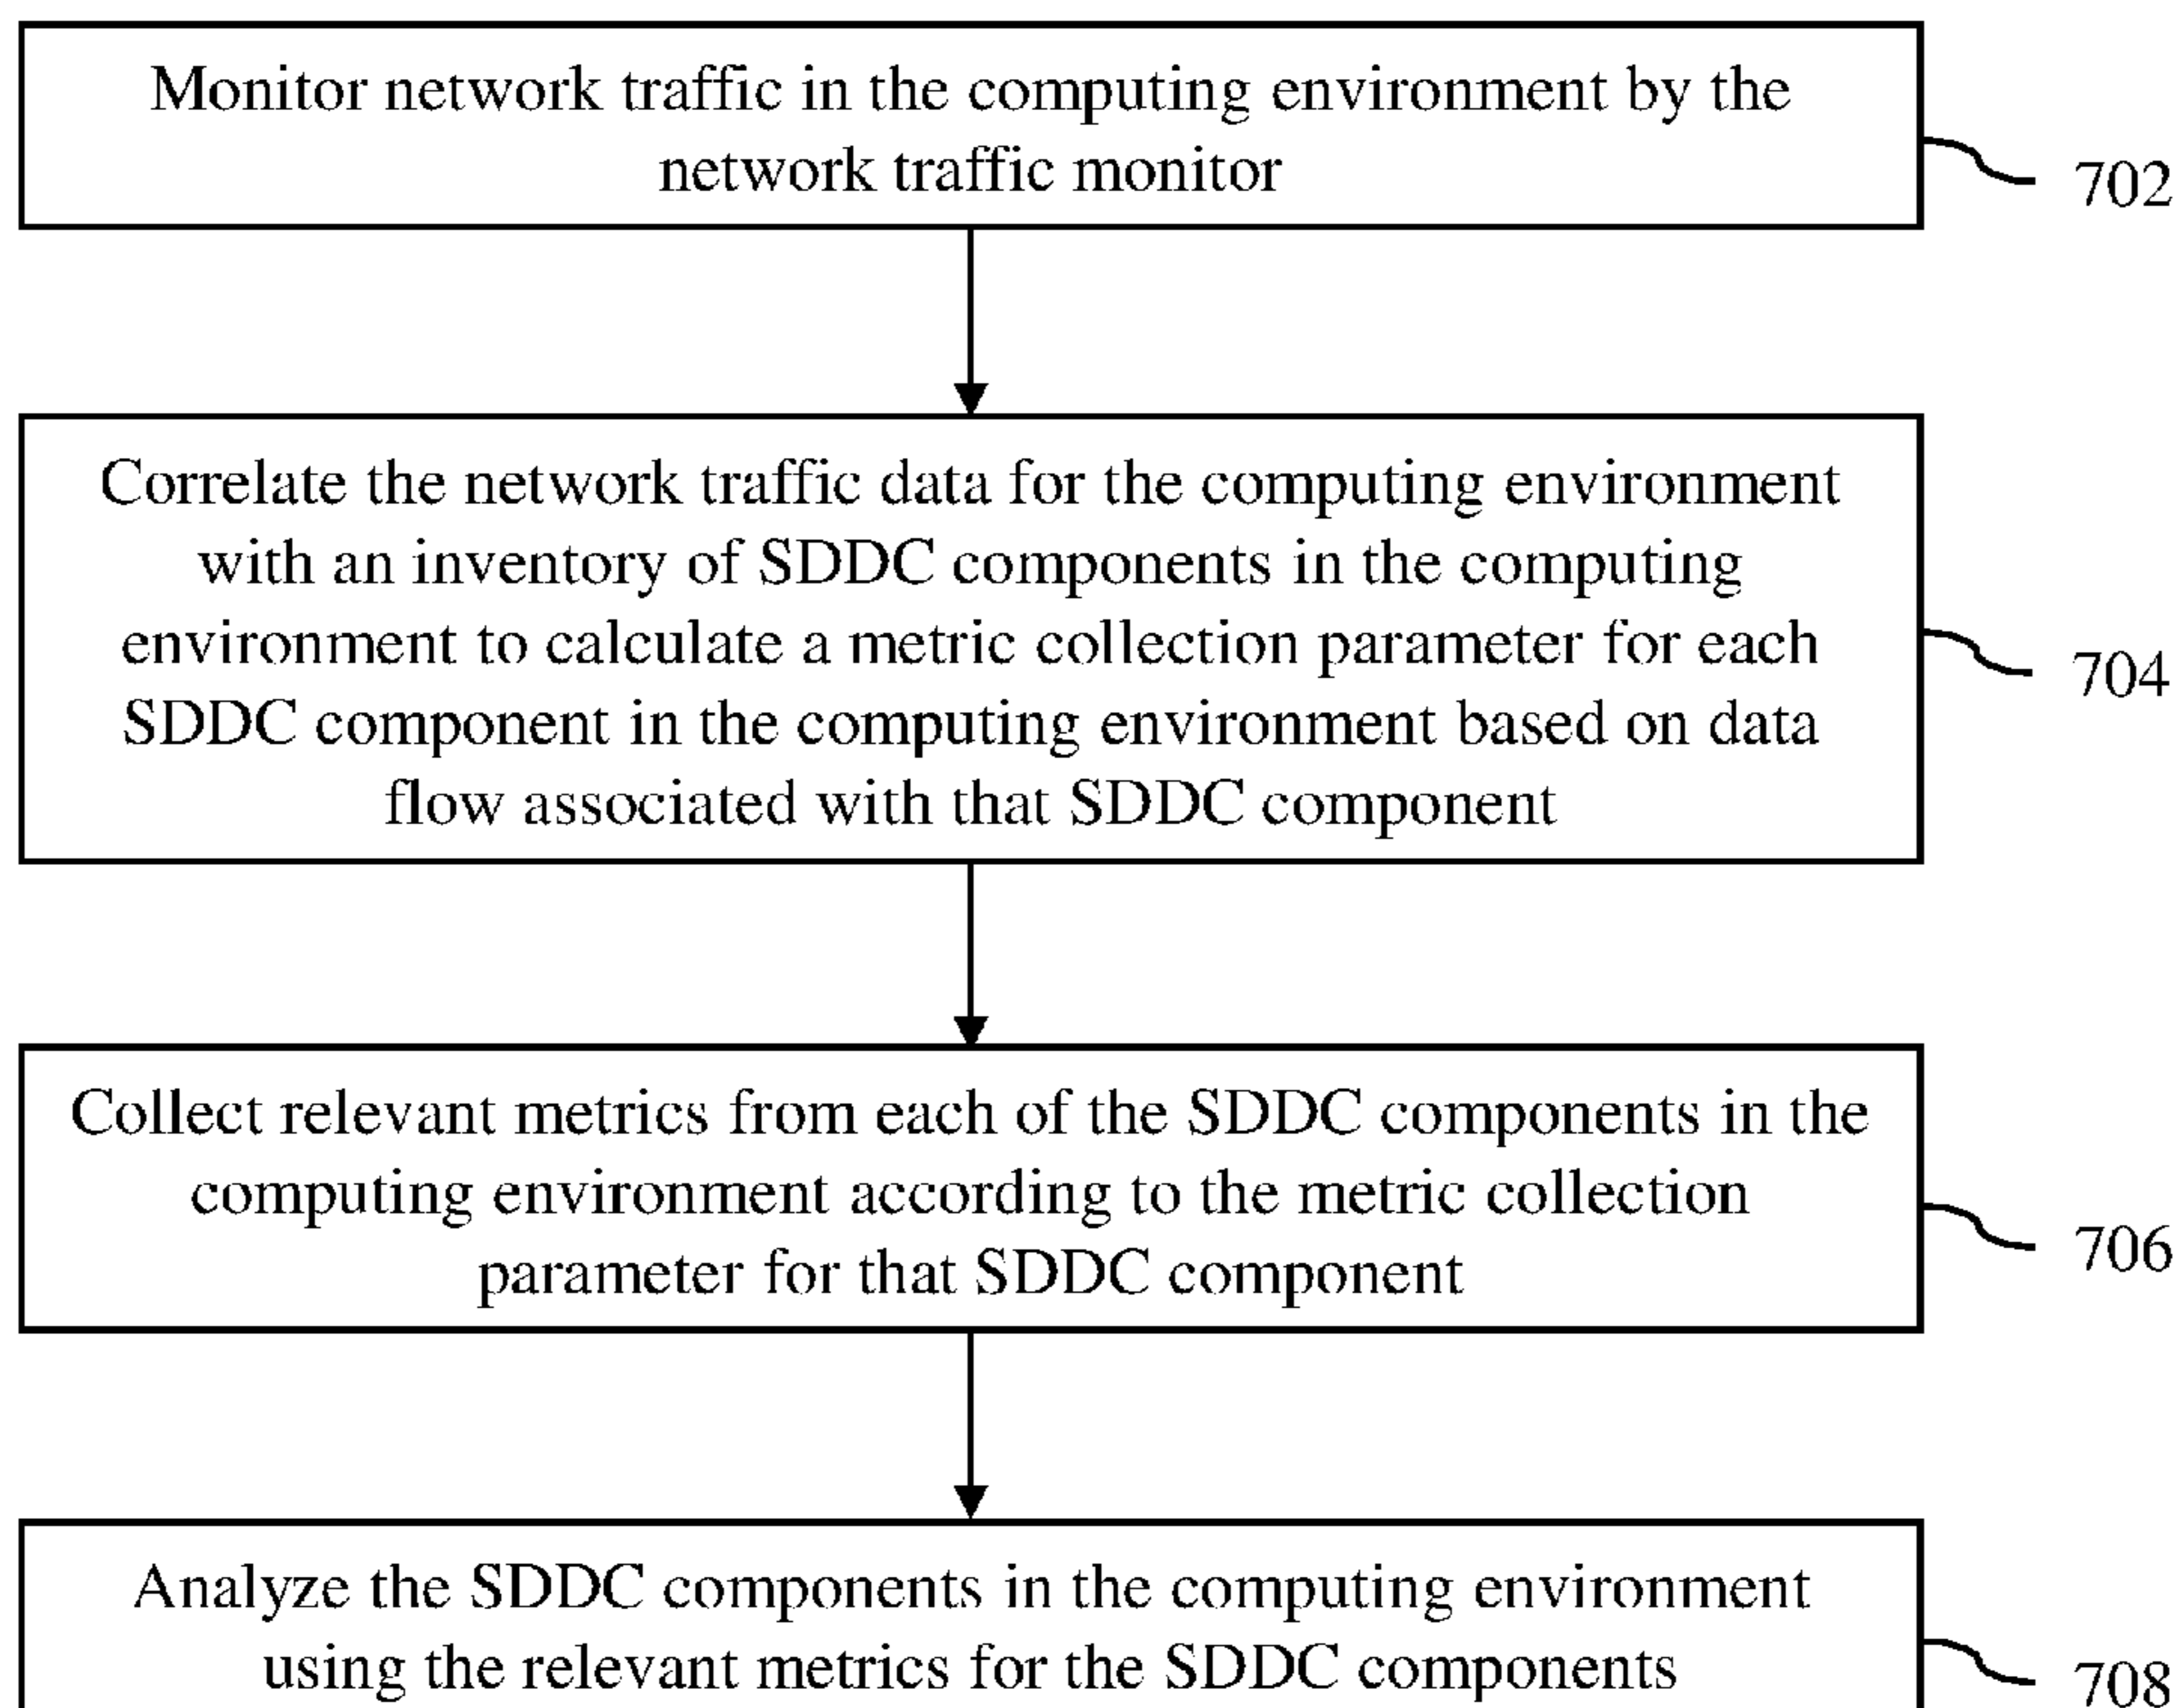 Monitor network traffic in the computing environment by the
network traffic monitor
702
Correlate the network traffic data for the computing environment
with an inventory of SDDC components in the computing
environment to calculate a metric collection parameter for each
SDDC component in the computing environment based on data
flow associated with that SDDC component
704
Collect relevant metrics from each of the SDDC components in the
computing environment according to the metric collection
parameter for that SDDC component
706
Analyze the SDDC components in the computing environment
using the relevant metrics for the SDDC components
708